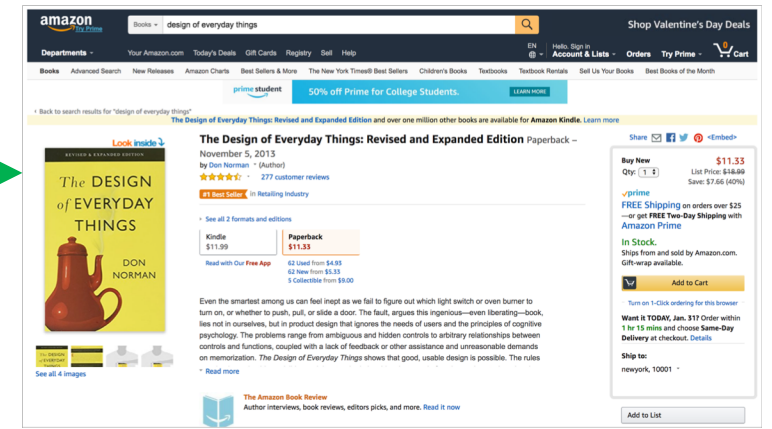 amazon
Try Prime
Books
design of everyday things
Shop Valentine's Day Deals
Departments
Your Amazon.com Today's Deals Gift Cards Registry Sell Help
EN
Hello. Sign in
Account & Lists
Orders
Try Prime
0
Cart
Books Advanced Search New Releases Amazon Charts Best Sellers & More The New York Times® Best Sellers Children's Books Textbooks Textbook Rentals Sell Us Your Books Best Books of the Month
prime student
50% off Prime for College Students.
LEARN MORE
‹ Back to search results for "design of everyday things"
The Design of Everyday Things: Revised and Expanded Edition and over one million other books are available for Amazon Kindle. Learn more
Look inside
REVISED & EXPANDED EDITION
The DESIGN
of EVERYDAY
THINGS
DON
NORMAN
See all 4 images
The Design of Everyday Things: Revised and Expanded Edition Paperback –
November 5, 2013
by Don Norman (Author)
277 customer reviews
#1 Best Seller in Retailing Industry
See all 2 formats and editions
Kindle
$11.99
Paperback
$11.33
Read with Our Free App
62 Used from $4.93
62 New from $5.33
5 Collectible from $9.00
Even the smartest among us can feel inept as we fail to figure out which light switch or oven burner to
turn on, or whether to push, pull, or slide a door. The fault, argues this ingenious—even liberating—book,
lies not in ourselves, but in product design that ignores the needs of users and the principles of cognitive
psychology. The problems range from ambiguous and hidden controls to arbitrary relationships between
controls and functions, coupled with a lack of feedback or other assistance and unreasonable demands
on memorization. The Design of Everyday Things shows that good, usable design is possible. The rules
Read more
The Amazon Book Review
Author interviews, book reviews, editors picks, and more. Read it now
Share
<Embed>
Buy New
$11.33
Qty: 1
List Price: $18.99
Save: $7.66 (40%)
prime
FREE Shipping on orders over $25
—or get FREE Two-Day Shipping with
Amazon Prime
In Stock.
Ships from and sold by Amazon.com.
Gift-wrap available.
Add to Cart
Turn on 1-Click ordering for this browser
Want it TODAY, Jan. 31? Order within
1 hr 15 mins and choose Same-Day
Delivery at checkout. Details
Ship to:
newyork, 10001
Add to List